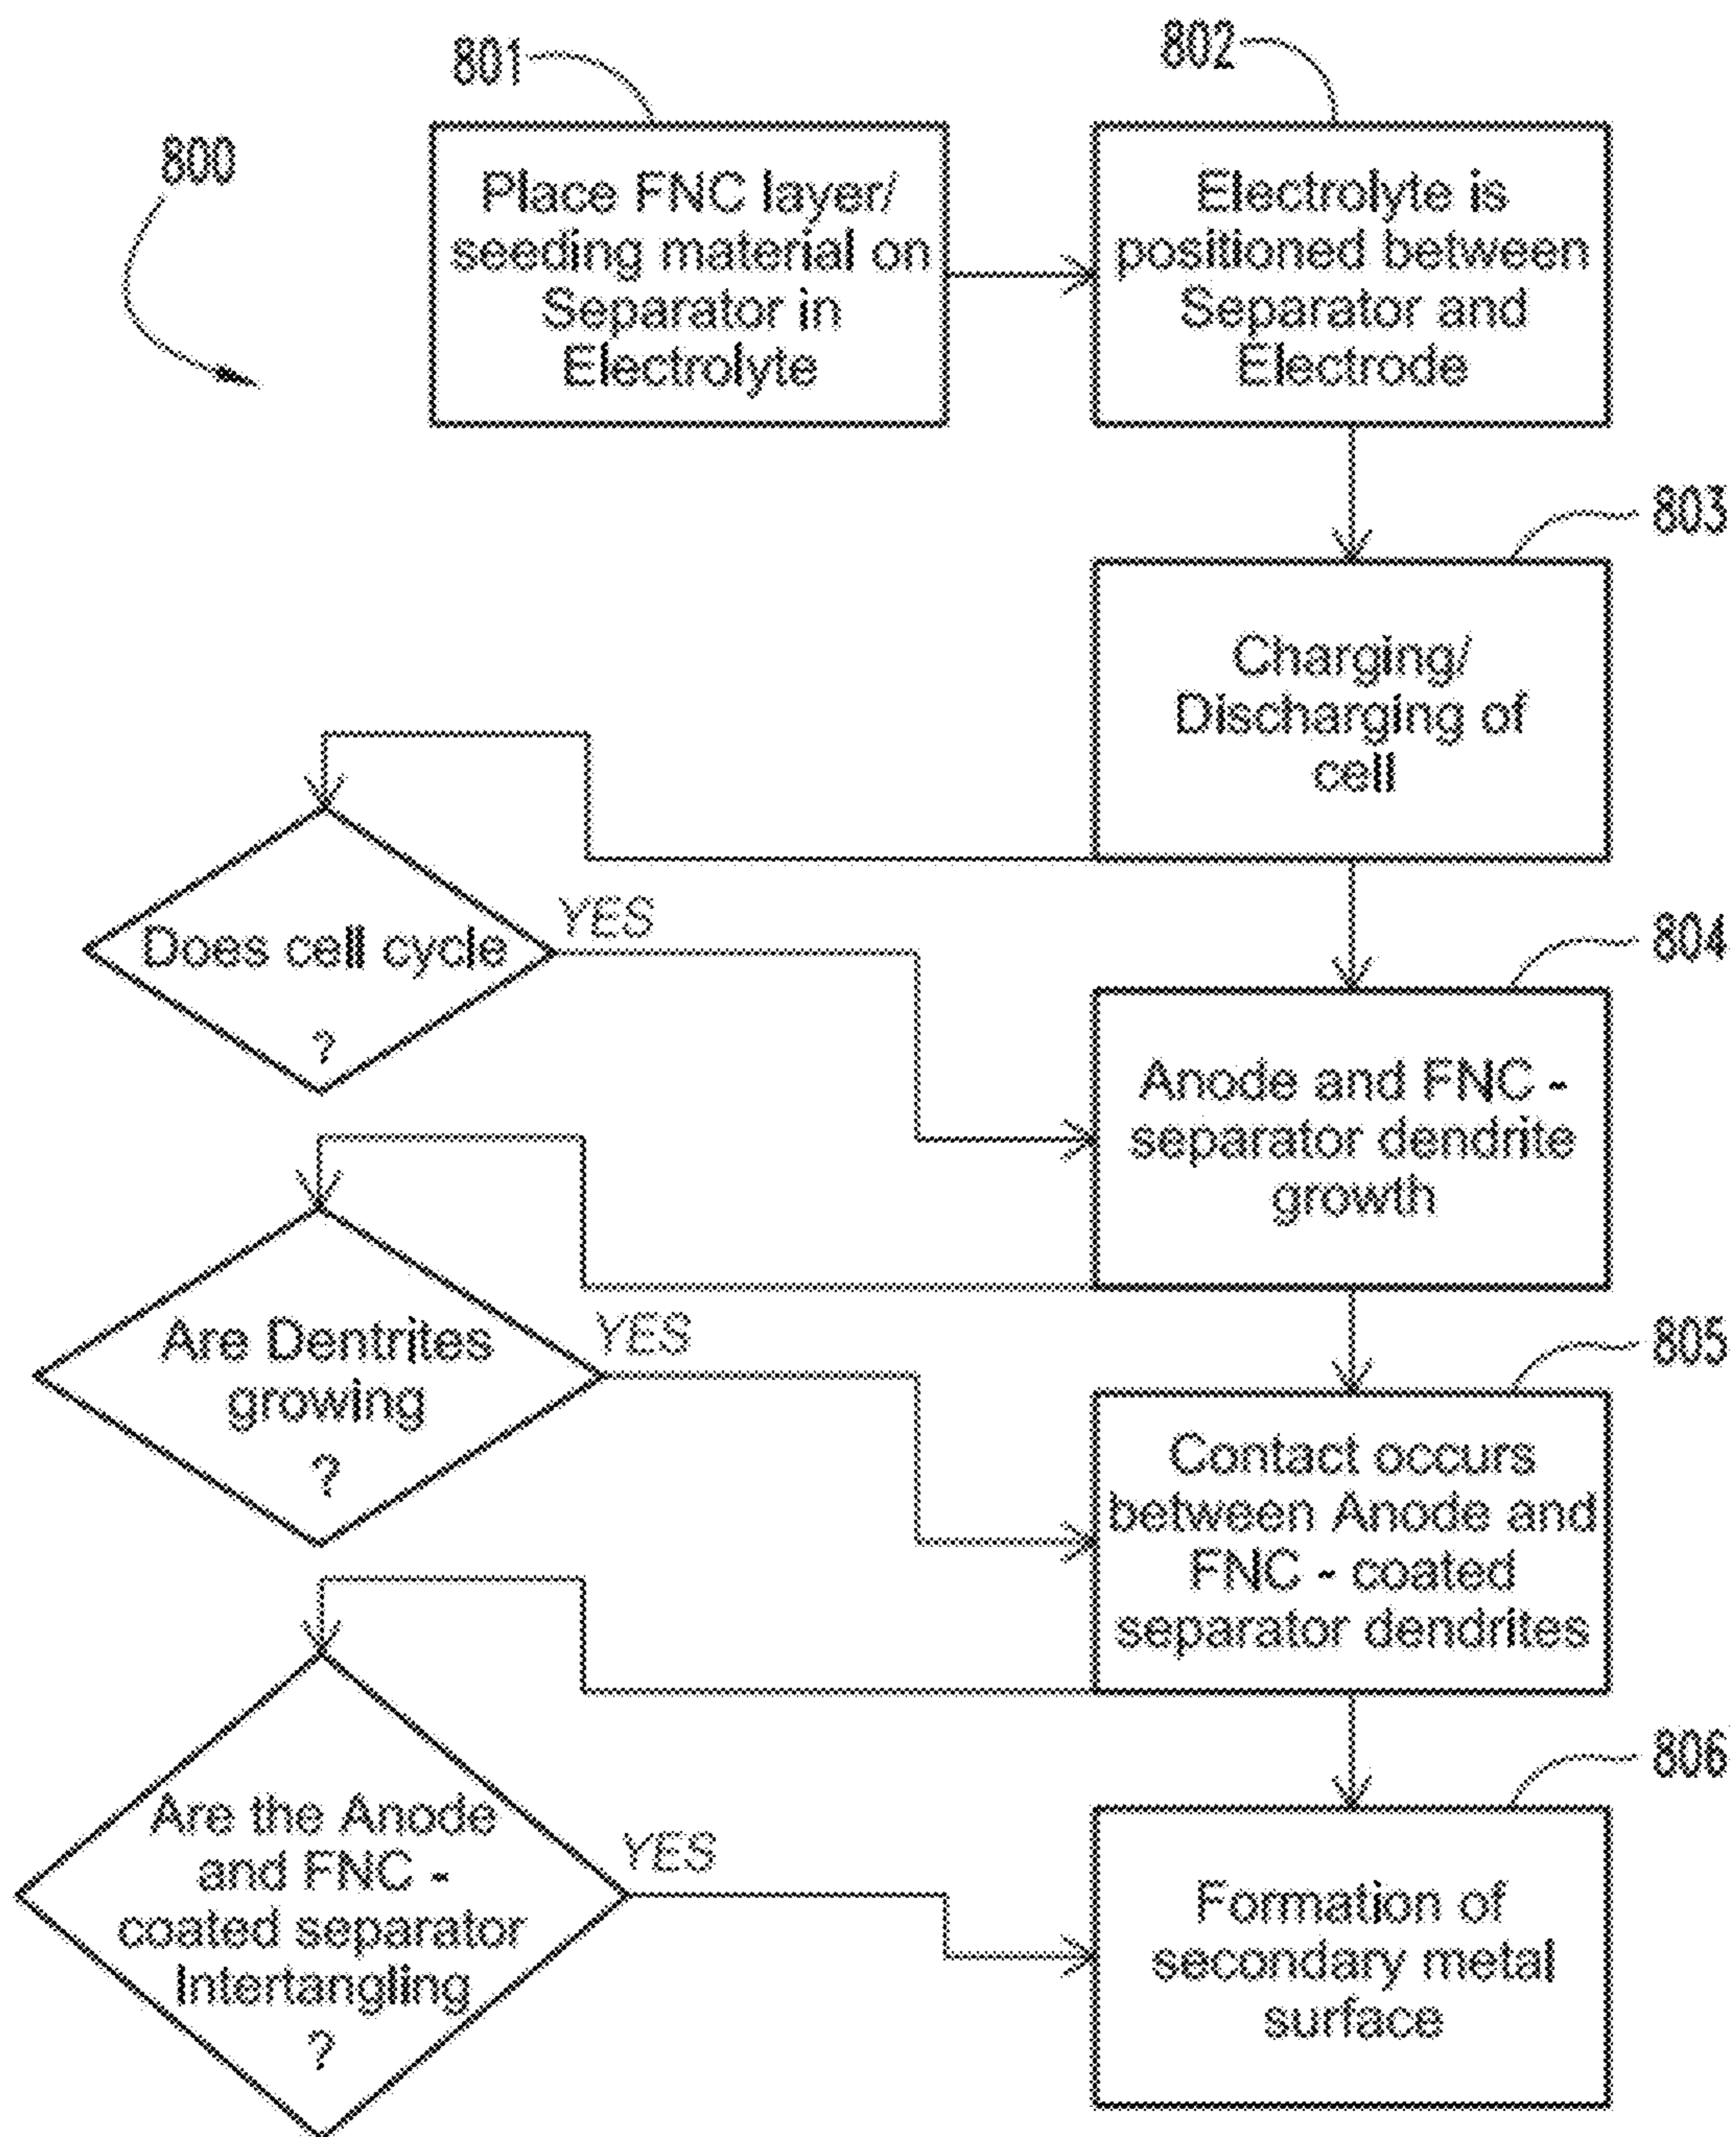 801
802
800
Place FNC layer/
seeding material on
Separator in
Electrolyte
Electrolyte is
positioned between
Separator and
Electrode
803
Charging/
Discharging of
cell
Does cell cycle
?
YES
804
Anode and FNC -
separator dendrite
growth
Are Dentrites
growing
?
YES
805
Contact occurs
between Anode and
FNC - coated
separator dendrites
Are the Anode
and FNC -
coated separator
Intertangling
?
YES
806
Formation of
secondary metal
surface